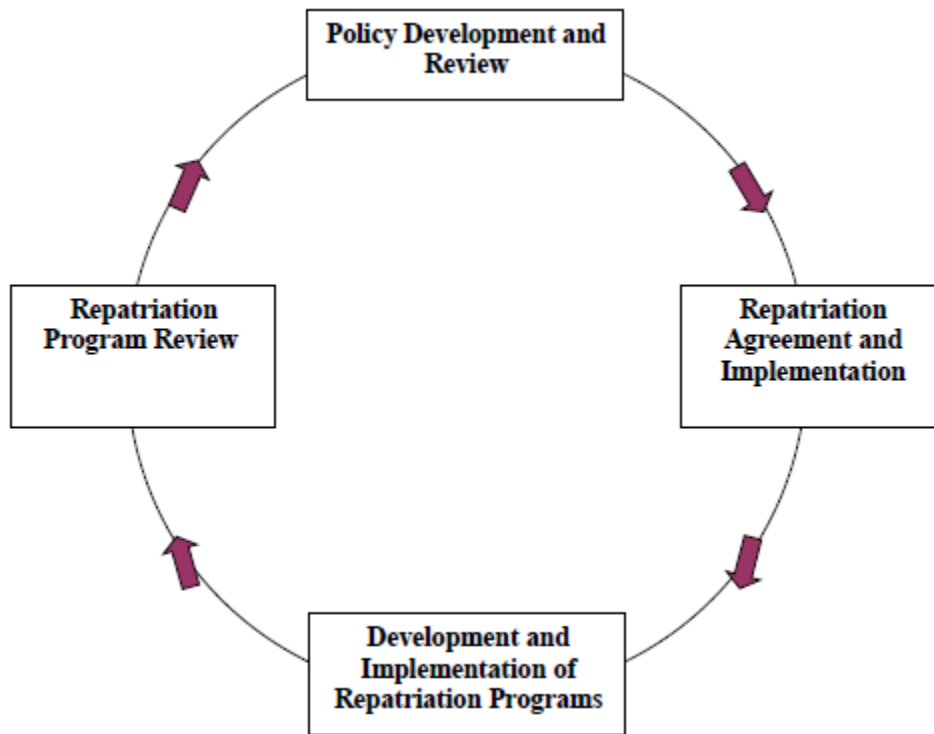 Policy Development and
Review
Repatriation
Program Review
Repatriation
Agreement and
Implementation
Development and
Implementation of
Repatriation Programs